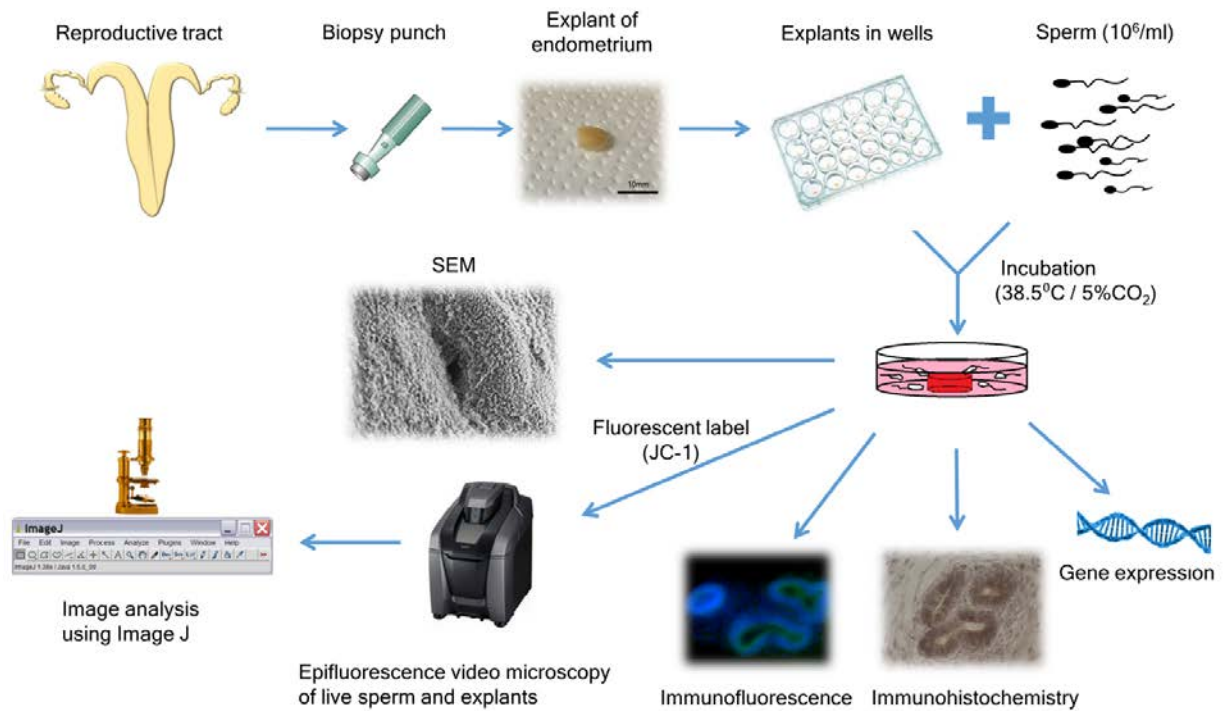 Reproductive tract
Biopsy punch
Explant of
endometrium
Explants in wells
Sperm (10⁶/ml)
10mm
SEM
Incubation
(38.5⁰C / 5%CO₂)
Fluorescent label
(JC-1)
ImageJ
File Edit Image Process Analyze Plugins Window Help
Image analysis
using Image J
Epifluorescence video microscopy
of live sperm and explants
Immunofluorescence
Immunohistochemistry
Gene expression